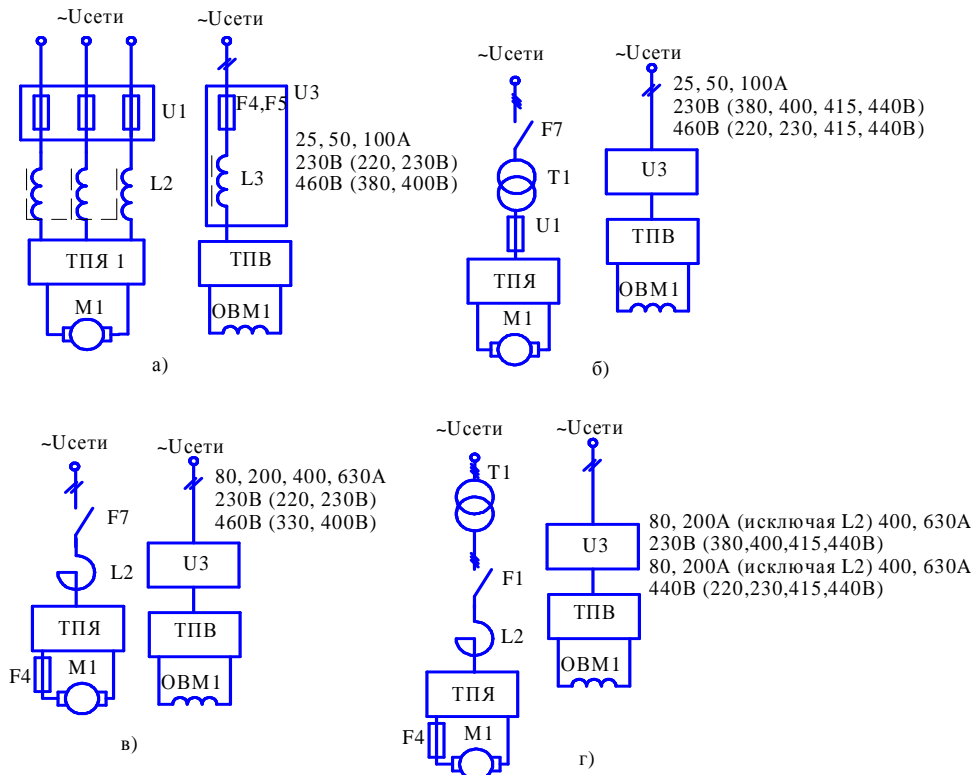 ~Uсети
~Uсети
U1
F4,F5
U3
25, 50, 100А
230В (220, 230В)
460В (380, 400В)
L2
L3
ТПЯ 1
ТПВ
М1
ОВМ1
а)
~Uсети
~Uсети
25, 50, 100А
230В (380, 400, 415, 440В)
460В (220, 230, 415, 440В)
F7
T1
U3
U1
ТПВ
ТПЯ
ОВМ1
М1
б)
~Uсети
~Uсети
80, 200, 400, 630А
230В (220, 230В)
460В (330, 400В)
F7
L2
U3
ТПЯ
ТПВ
F4
М1
ОВМ1
в)
~Uсети
~Uсети
T1
80, 200А (исключая L2) 400, 630А
230В (380,400,415,440В)
80, 200А (исключая L2) 400, 630А
440В (220,230,415,440В)
U3
F1
ТПВ
L2
ОВМ1
ТПЯ
F4
М1
г)